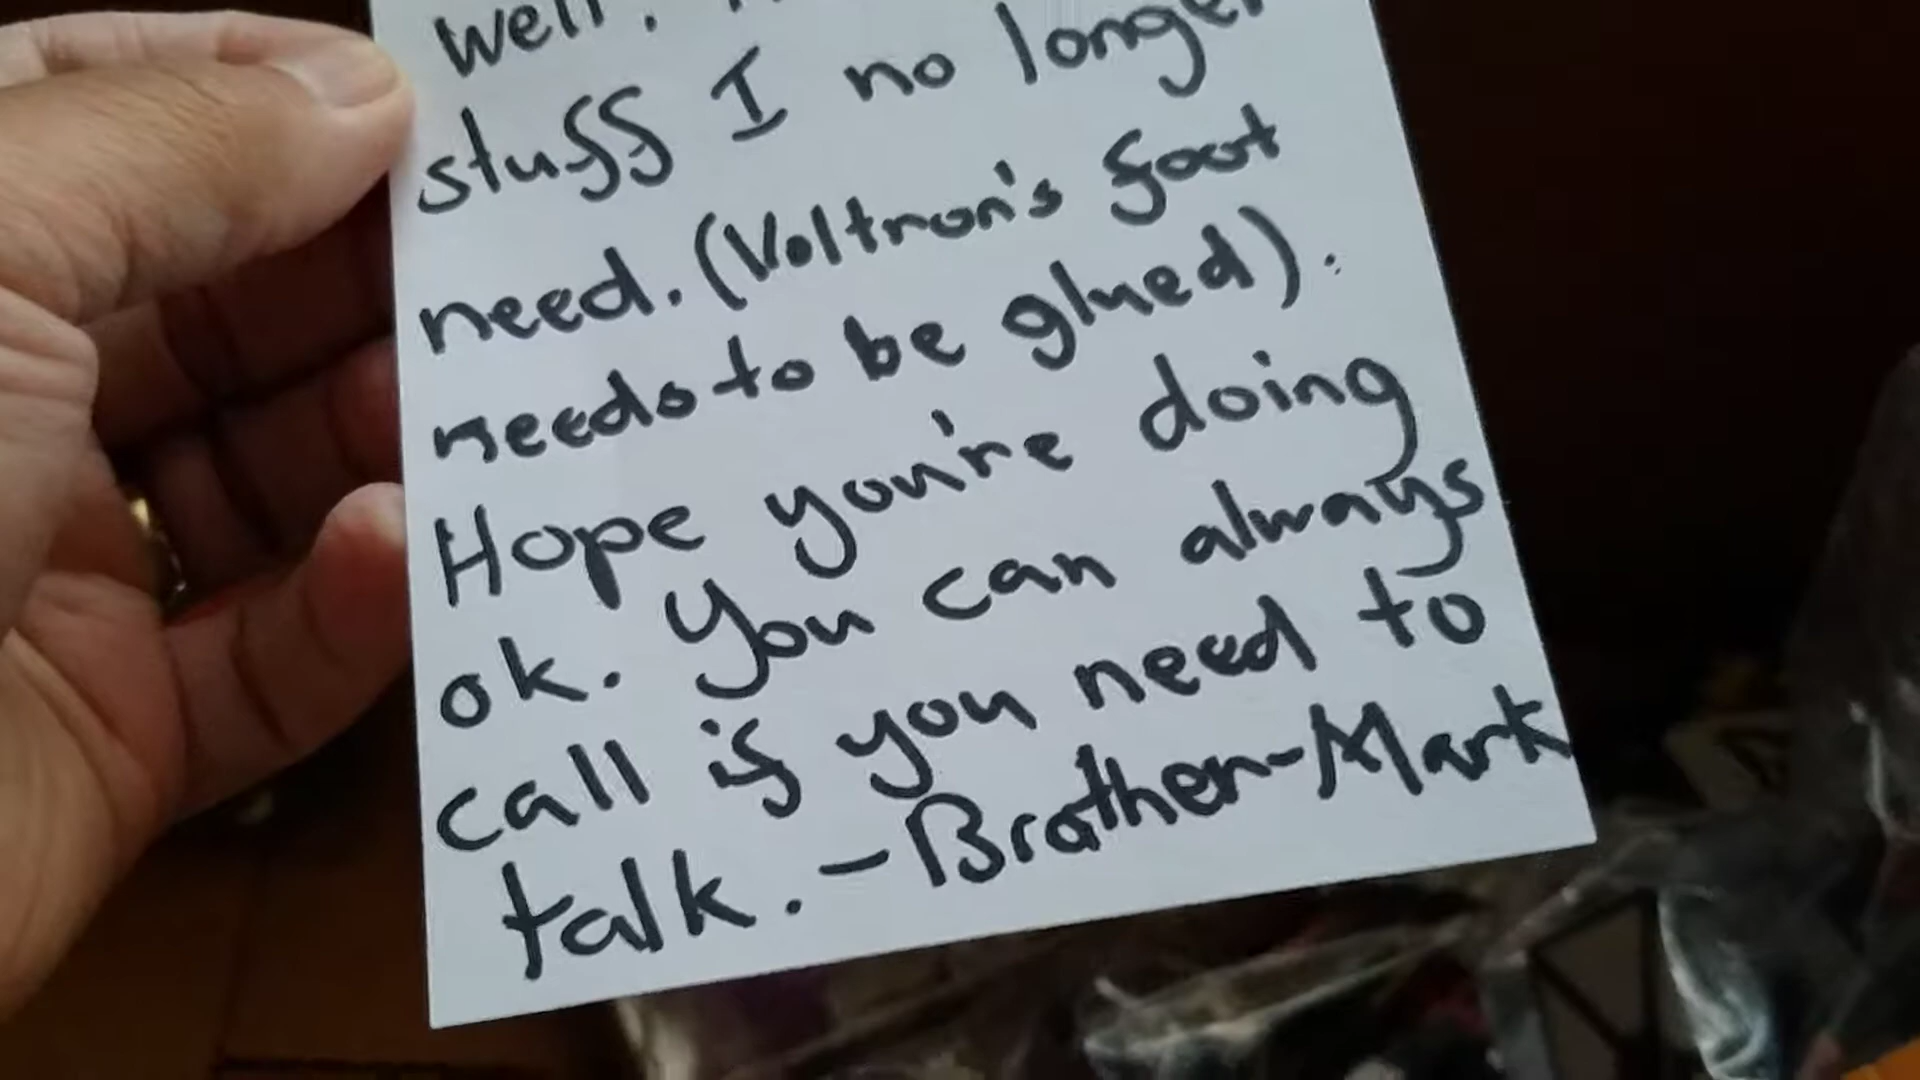 well.
stuff I no longer
need. (Voltron's foot
needs to be glued).
Hope you're doing
ok. You can always
call if you need to
talk. - Brother-Mark